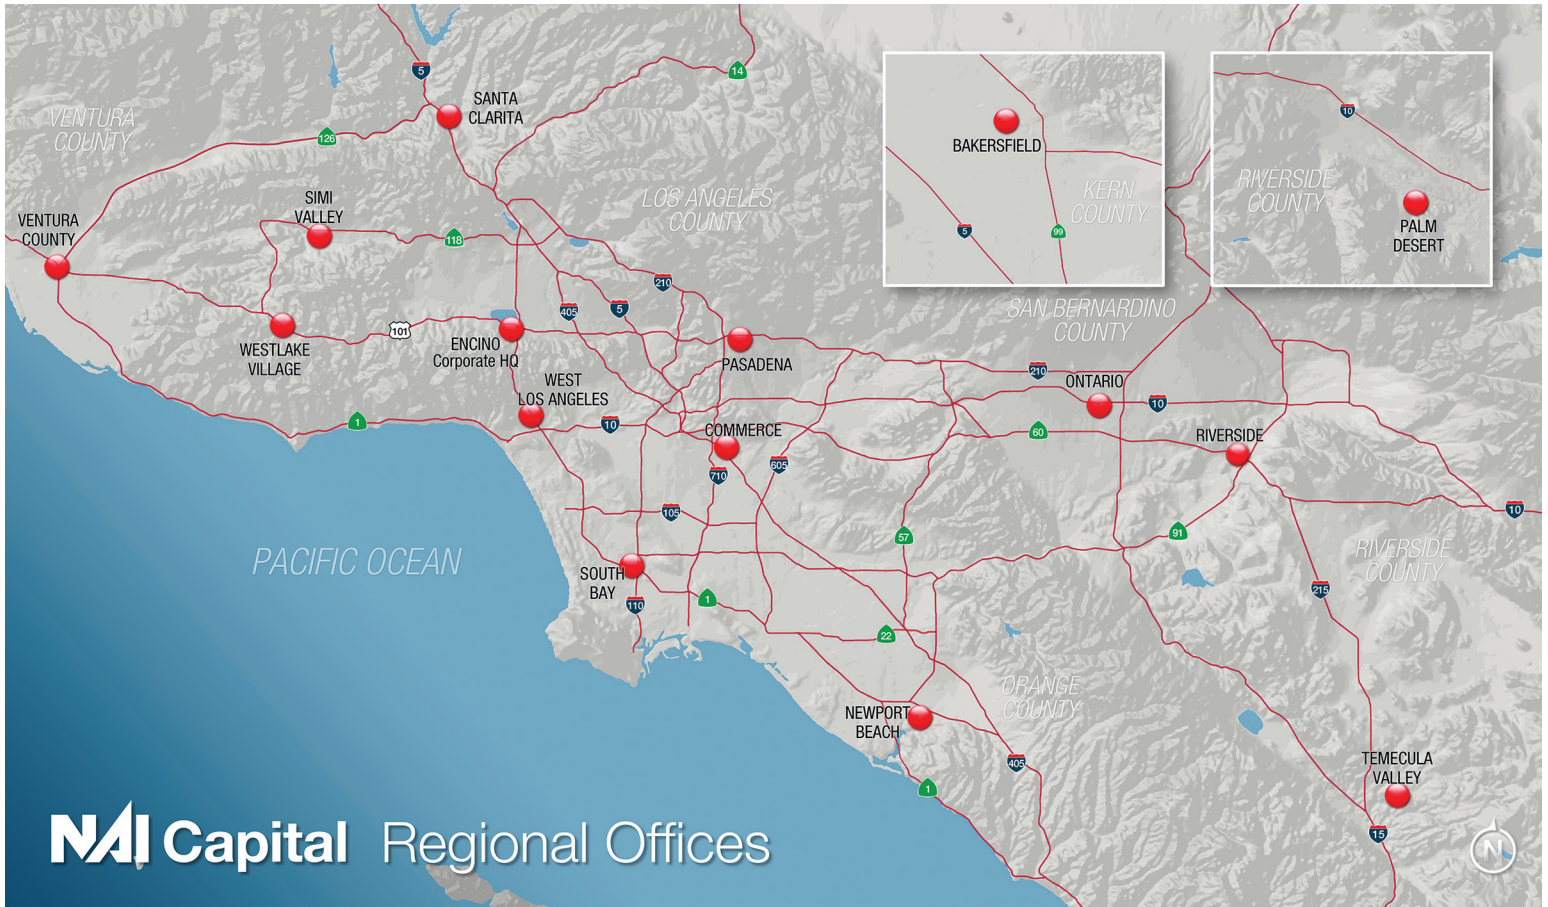 5
14
SANTA
CLARITA
VENTURA
COUNTY
126
BAKERSFIELD
KERN
COUNTY
5
99
10
RIVERSIDE
COUNTY
PALM
DESERT
LOS ANGELES
COUNTY
SIMI
VALLEY
118
VENTURA
COUNTY
210
405
5
SAN BERNARDINO
COUNTY
101
ENCINO
Corporate HQ
WESTLAKE
VILLAGE
PASADENA
210
ONTARIO
10
WEST
LOS ANGELES
1
10
COMMERCE
60
RIVERSIDE
605
710
105
10
57
91
PACIFIC OCEAN
RIVERSIDE
COUNTY
SOUTH
BAY
110
1
215
22
ORANGE
COUNTY
NEWPORT
BEACH
405
1
TEMECULA
VALLEY
15
NAI Capital Regional Offices
N